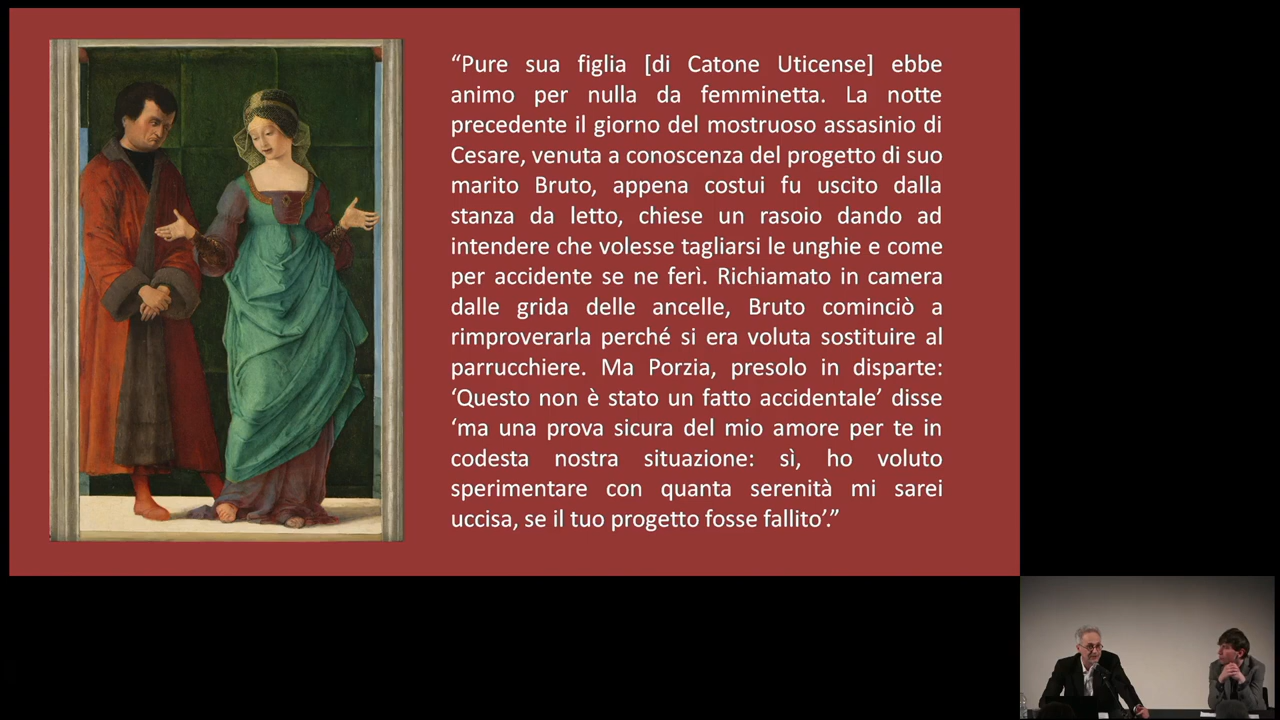 “Pure sua figlia [di Catone Uticense] ebbe
animo per nulla da femminetta. La notte
precedente il giorno del mostruoso assasinio di
Cesare, venuta a conoscenza del progetto di suo
marito Bruto, appena costui fu uscito dalla
stanza da letto, chiese un rasoio dando ad
intendere che volesse tagliarsi le unghie e come
per accidente se ne ferì. Richiamato in camera
dalle grida delle ancelle, Bruto cominciò a
rimproverarla perché si era voluta sostituire al
parrucchiere. Ma Porzia, presolo in disparte:
‘Questo non è stato un fatto accidentale’ disse
‘ma una prova sicura del mio amore per te in
codesta nostra situazione: sì, ho voluto
sperimentare con quanta serenità mi sarei
uccisa, se il tuo progetto fosse fallito’.”